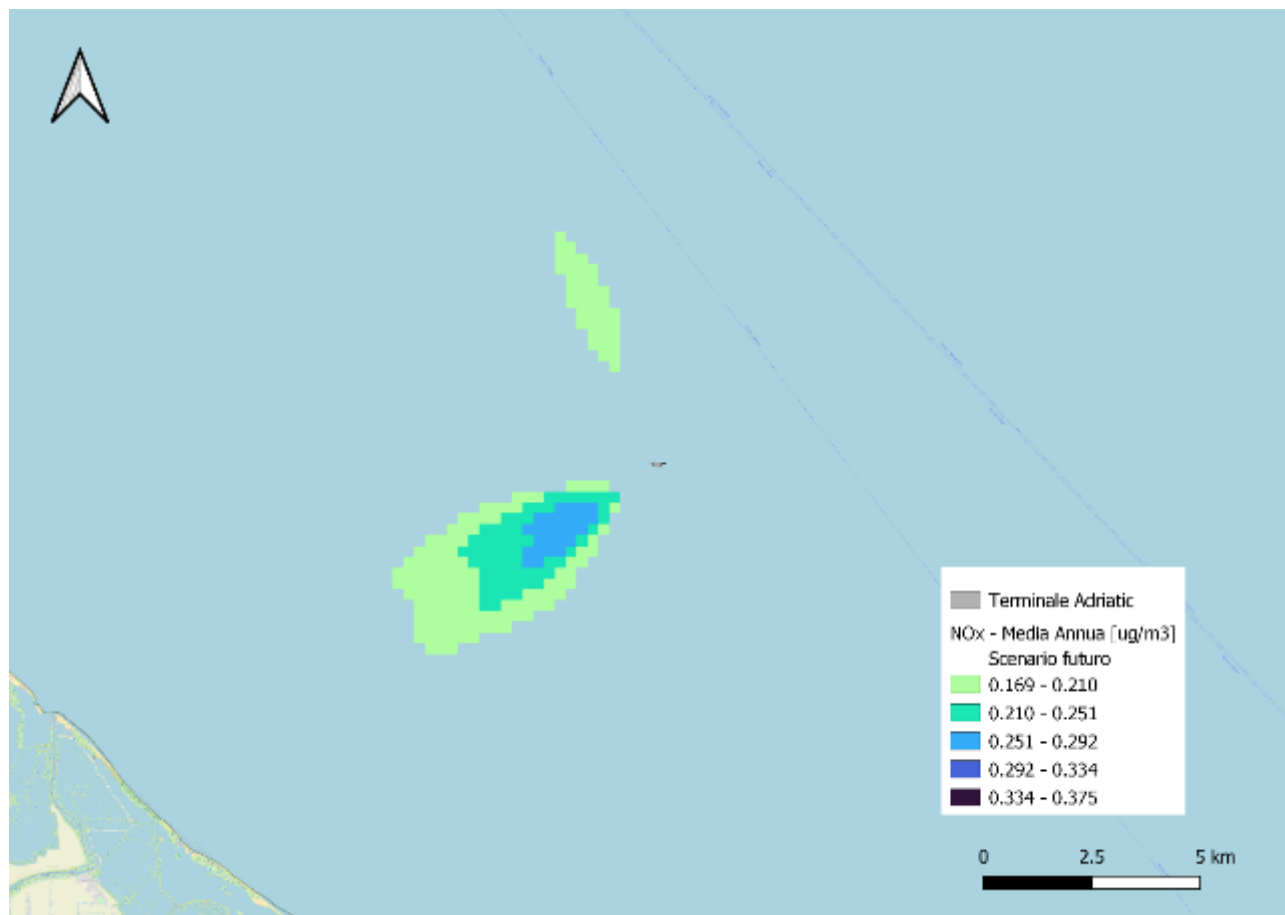 Terminale Adriatic
NOx - Media Annua [ug/m3]
Scenario futuro
0.169 - 0.210
0.210 - 0.251
0.251 - 0.292
0.292 - 0.334
0.334 - 0.375
0 2.5 5 km